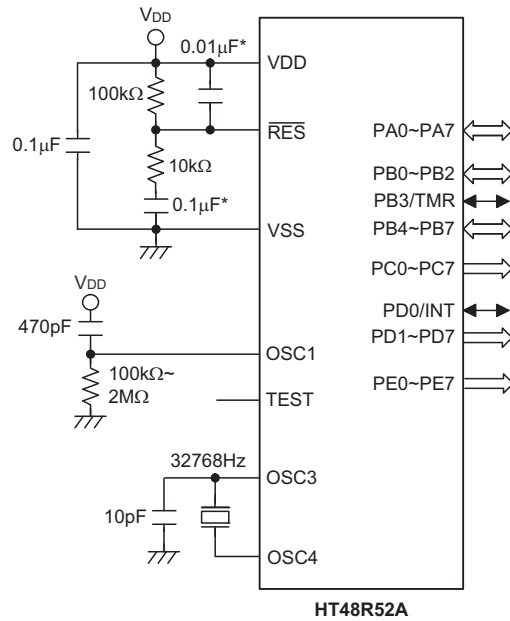 VDD
0.01µF*
VDD
100kΩ
RES
PA0~PA7
0.1µF
10kΩ
PB0~PB2
PB3/TMR
0.1µF*
VSS
PB4~PB7
PC0~PC7
VDD
PD0/INT
470pF
PD1~PD7
OSC1
100kΩ~
2MΩ
PE0~PE7
TEST
32768Hz
OSC3
10pF
OSC4
HT48R52A